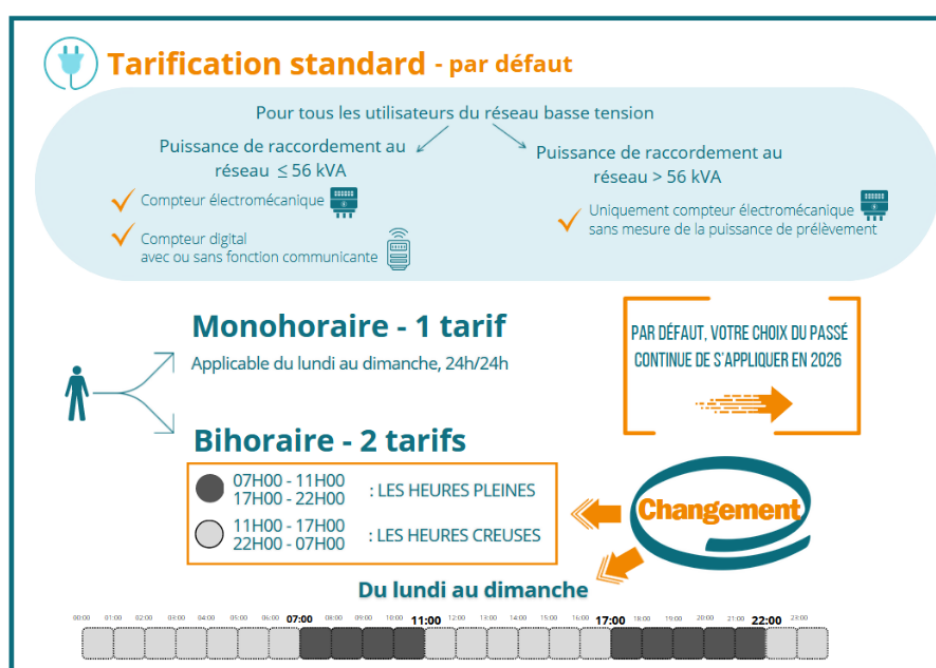 Tarification standard - par défaut
Pour tous les utilisateurs du réseau basse tension
Puissance de raccordement au
réseau ≤ 56 kVA
Compteur électromécanique
Compteur digital
avec ou sans fonction communicante
Puissance de raccordement au
réseau > 56 kVA
Uniquement compteur électromécanique
sans mesure de la puissance de prélèvement
Monohoraire - 1 tarif
Applicable du lundi au dimanche, 24h/24h
PAR DÉFAUT, VOTRE CHOIX DU PASSÉ
CONTINUE DE S'APPLIQUER EN 2026
Bihoraire - 2 tarifs
07H00 - 11H00
17H00 - 22H00 : LES HEURES PLEINES
11H00 - 17H00
22H00 - 07H00 : LES HEURES CREUSES
Changement
Du lundi au dimanche
00:00 01:00 02:00 03:00 04:00 05:00 06:00 07:00 08:00 09:00 10:00 11:00 12:00 13:00 14:00 15:00 16:00 17:00 18:00 19:00 20:00 21:00 22:00 23:00